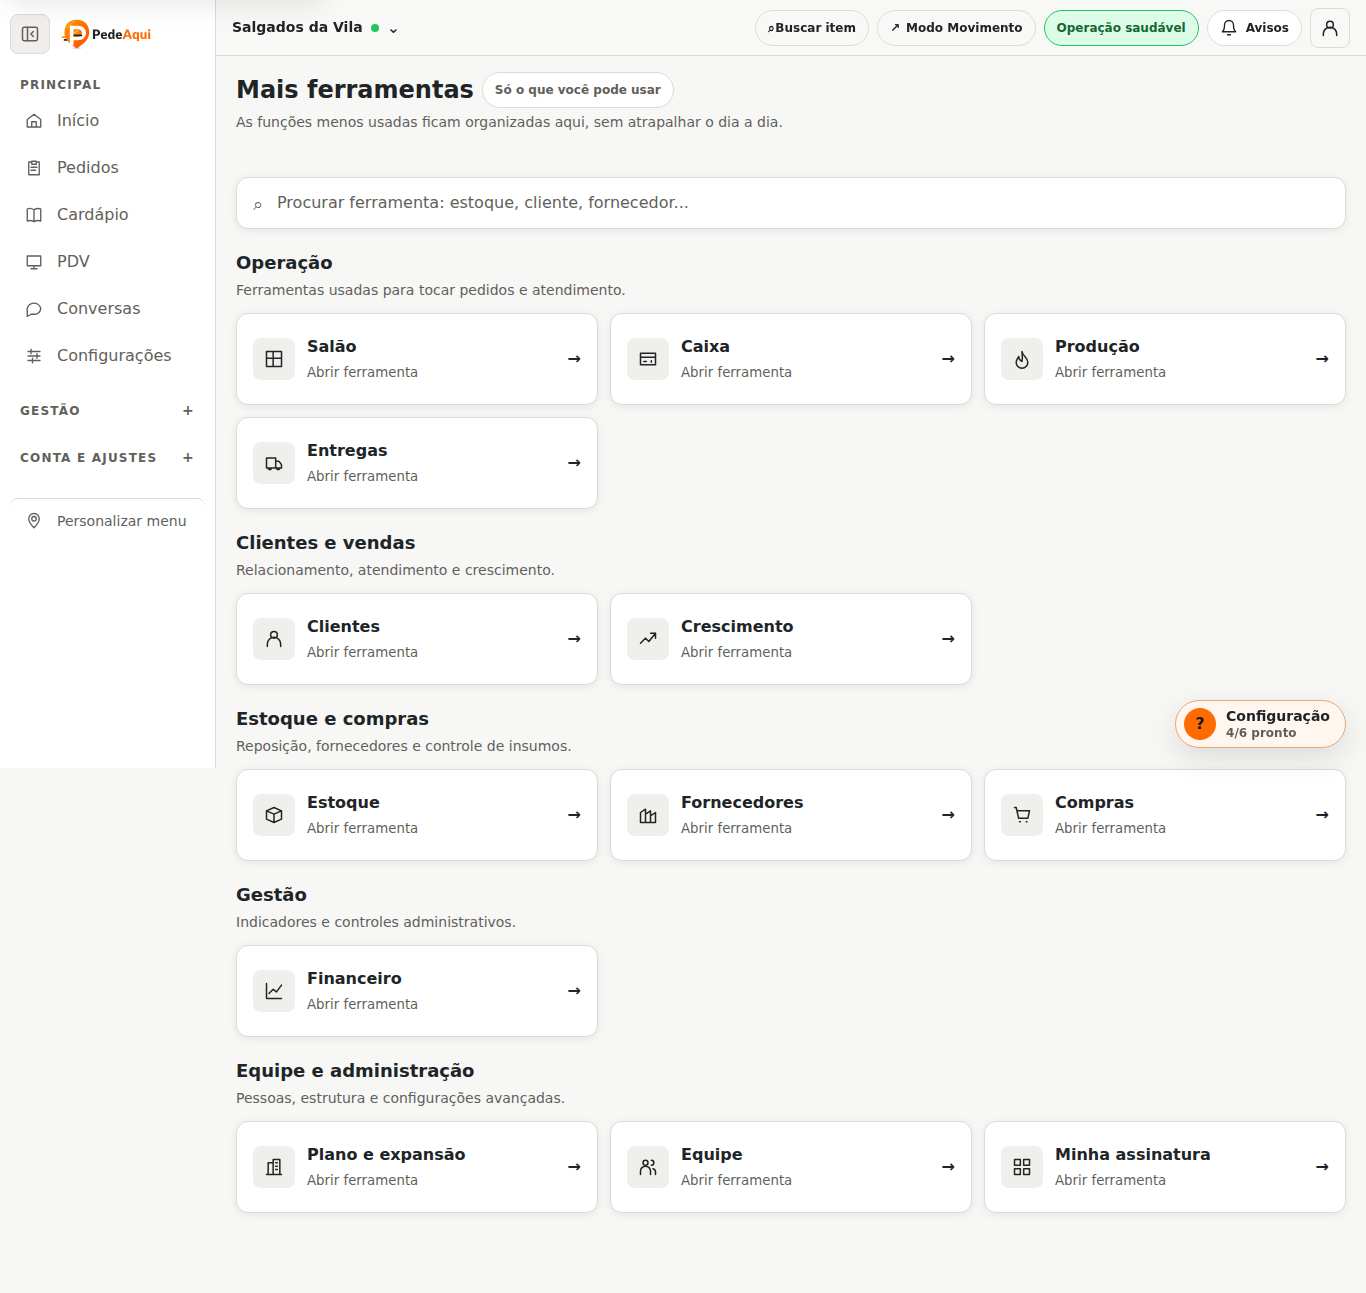 PedeAqui
PRINCIPAL
Início
Pedidos
Cardápio
PDV
Conversas
Configurações
GESTÃO +
CONTA E AJUSTES +
Personalizar menu
Salgados da Vila
Buscar item
↗ Modo Movimento
Operação saudável
Avisos
Mais ferramentas
Só o que você pode usar
As funções menos usadas ficam organizadas aqui, sem atrapalhar o dia a dia.
Procurar ferramenta: estoque, cliente, fornecedor...
Operação
Ferramentas usadas para tocar pedidos e atendimento.
Salão
Abrir ferramenta
→
Caixa
Abrir ferramenta
→
Produção
Abrir ferramenta
→
Entregas
Abrir ferramenta
→
Clientes e vendas
Relacionamento, atendimento e crescimento.
Clientes
Abrir ferramenta
→
Crescimento
Abrir ferramenta
→
Estoque e compras
Reposição, fornecedores e controle de insumos.
? Configuração
4/6 pronto
Estoque
Abrir ferramenta
→
Fornecedores
Abrir ferramenta
→
Compras
Abrir ferramenta
→
Gestão
Indicadores e controles administrativos.
Financeiro
Abrir ferramenta
→
Equipe e administração
Pessoas, estrutura e configurações avançadas.
Plano e expansão
Abrir ferramenta
→
Equipe
Abrir ferramenta
→
Minha assinatura
Abrir ferramenta
→